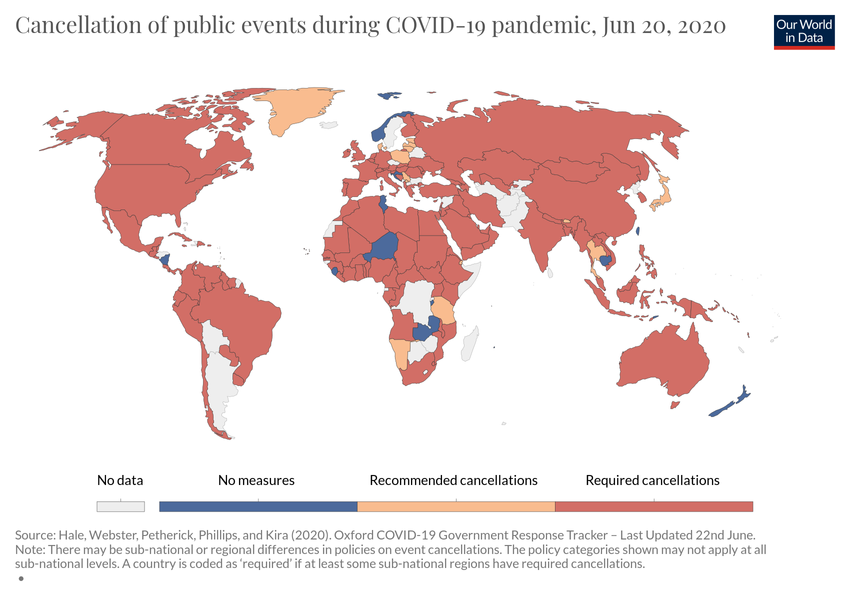 Cancellation of public events during COVID-19 pandemic, Jun 20, 2020
Our World
in Data
No data
No measures
Recommended cancellations
Required cancellations
Source: Hale, Webster, Petherick, Phillips, and Kira (2020). Oxford COVID-19 Government Response Tracker – Last Updated 22nd June.
Note: There may be sub-national or regional differences in policies on event cancellations. The policy categories shown may not apply at all
sub-national levels. A country is coded as ‘required’ if at least some sub-national regions have required cancellations.
•